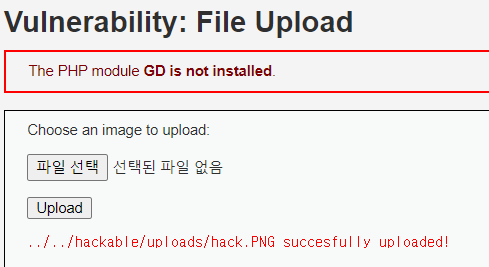 Vulnerability: File Upload
The PHP module GD is not installed.
Choose an image to upload:
파일 선택 선택된 파일 없음
Upload
../../hackable/uploads/hack.PNG succesfully uploaded!